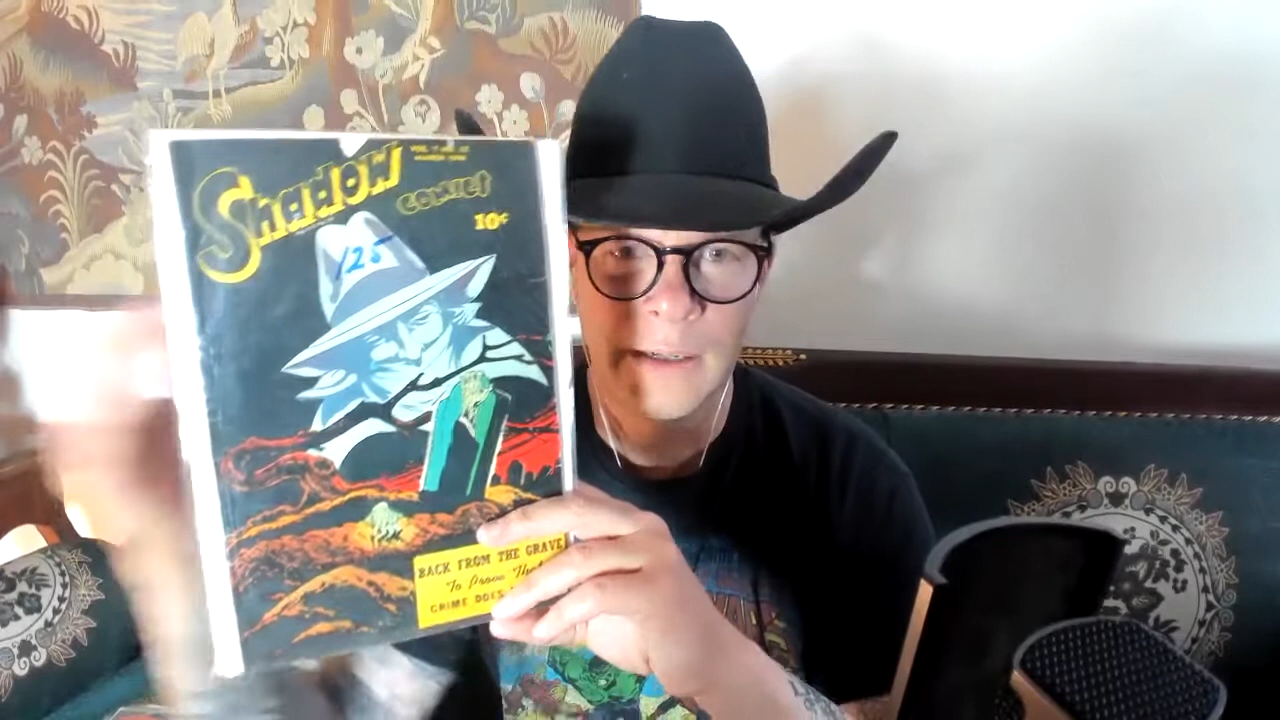 Shadow
COMICS
10¢
125
BACK FROM THE GRAVE
To Prove That
CRIME DOES